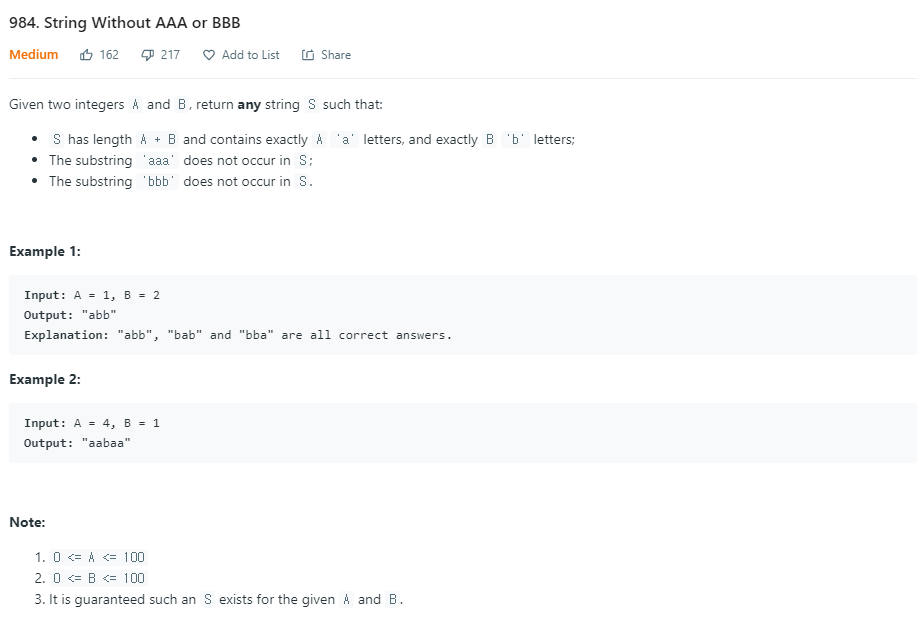 984. String Without AAA or BBB
Medium 162 217 Add to List Share
Given two integers A and B, return any string S such that:
• S has length A + B and contains exactly A 'a' letters, and exactly B 'b' letters;
• The substring 'aaa' does not occur in S;
• The substring 'bbb' does not occur in S.
Example 1:
Input: A = 1, B = 2
Output: "abb"
Explanation: "abb", "bab" and "bba" are all correct answers.
Example 2:
Input: A = 4, B = 1
Output: "aabaa"
Note:
1. 0 <= A <= 100
2. 0 <= B <= 100
3. It is guaranteed such an S exists for the given A and B.